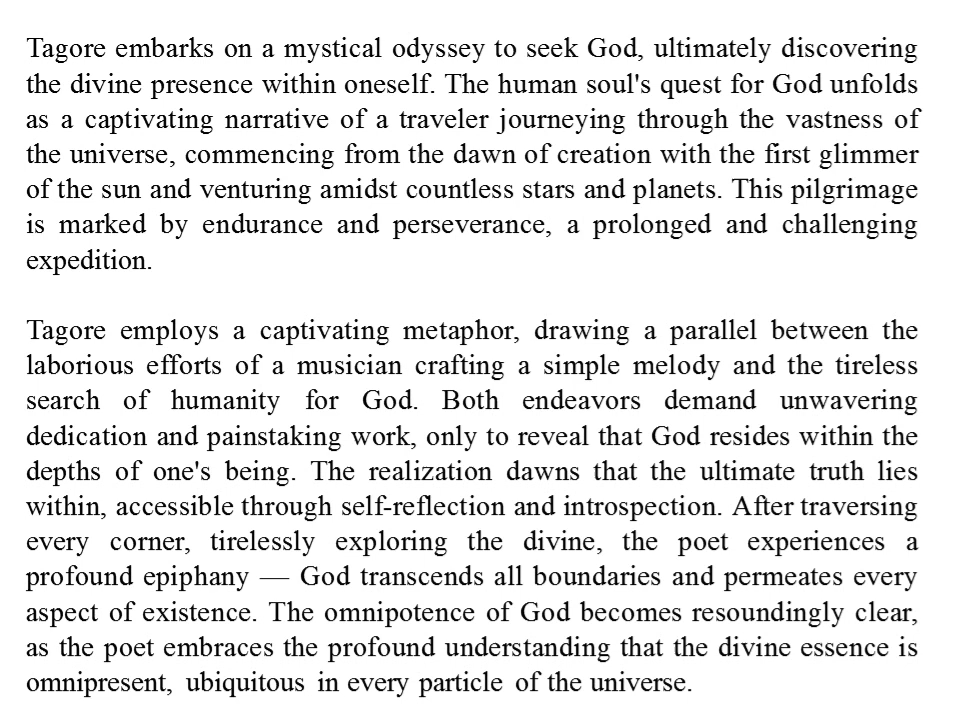 Tagore embarks on a mystical odyssey to seek God, ultimately discovering
the divine presence within oneself. The human soul's quest for God unfolds
as a captivating narrative of a traveler journeying through the vastness of
the universe, commencing from the dawn of creation with the first glimmer
of the sun and venturing amidst countless stars and planets. This pilgrimage
is marked by endurance and perseverance, a prolonged and challenging
expedition.
Tagore employs a captivating metaphor, drawing a parallel between the
laborious efforts of a musician crafting a simple melody and the tireless
search of humanity for God. Both endeavors demand unwavering
dedication and painstaking work, only to reveal that God resides within the
depths of one's being. The realization dawns that the ultimate truth lies
within, accessible through self-reflection and introspection. After traversing
every corner, tirelessly exploring the divine, the poet experiences a
profound epiphany — God transcends all boundaries and permeates every
aspect of existence. The omnipotence of God becomes resoundingly clear,
as the poet embraces the profound understanding that the divine essence is
omnipresent, ubiquitous in every particle of the universe.